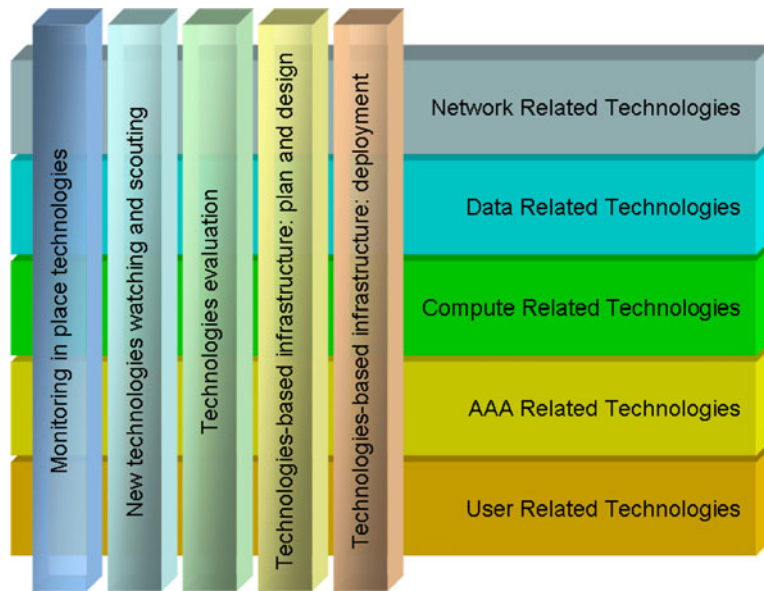 Monitoring in place technologies
New technologies watching and scouting
Technologies evaluation
Technologies-based infrastructure: plan and design
Technologies-based infrastructure: deployment
Network Related Technologies
Data Related Technologies
Compute Related Technologies
AAA Related Technologies
User Related Technologies